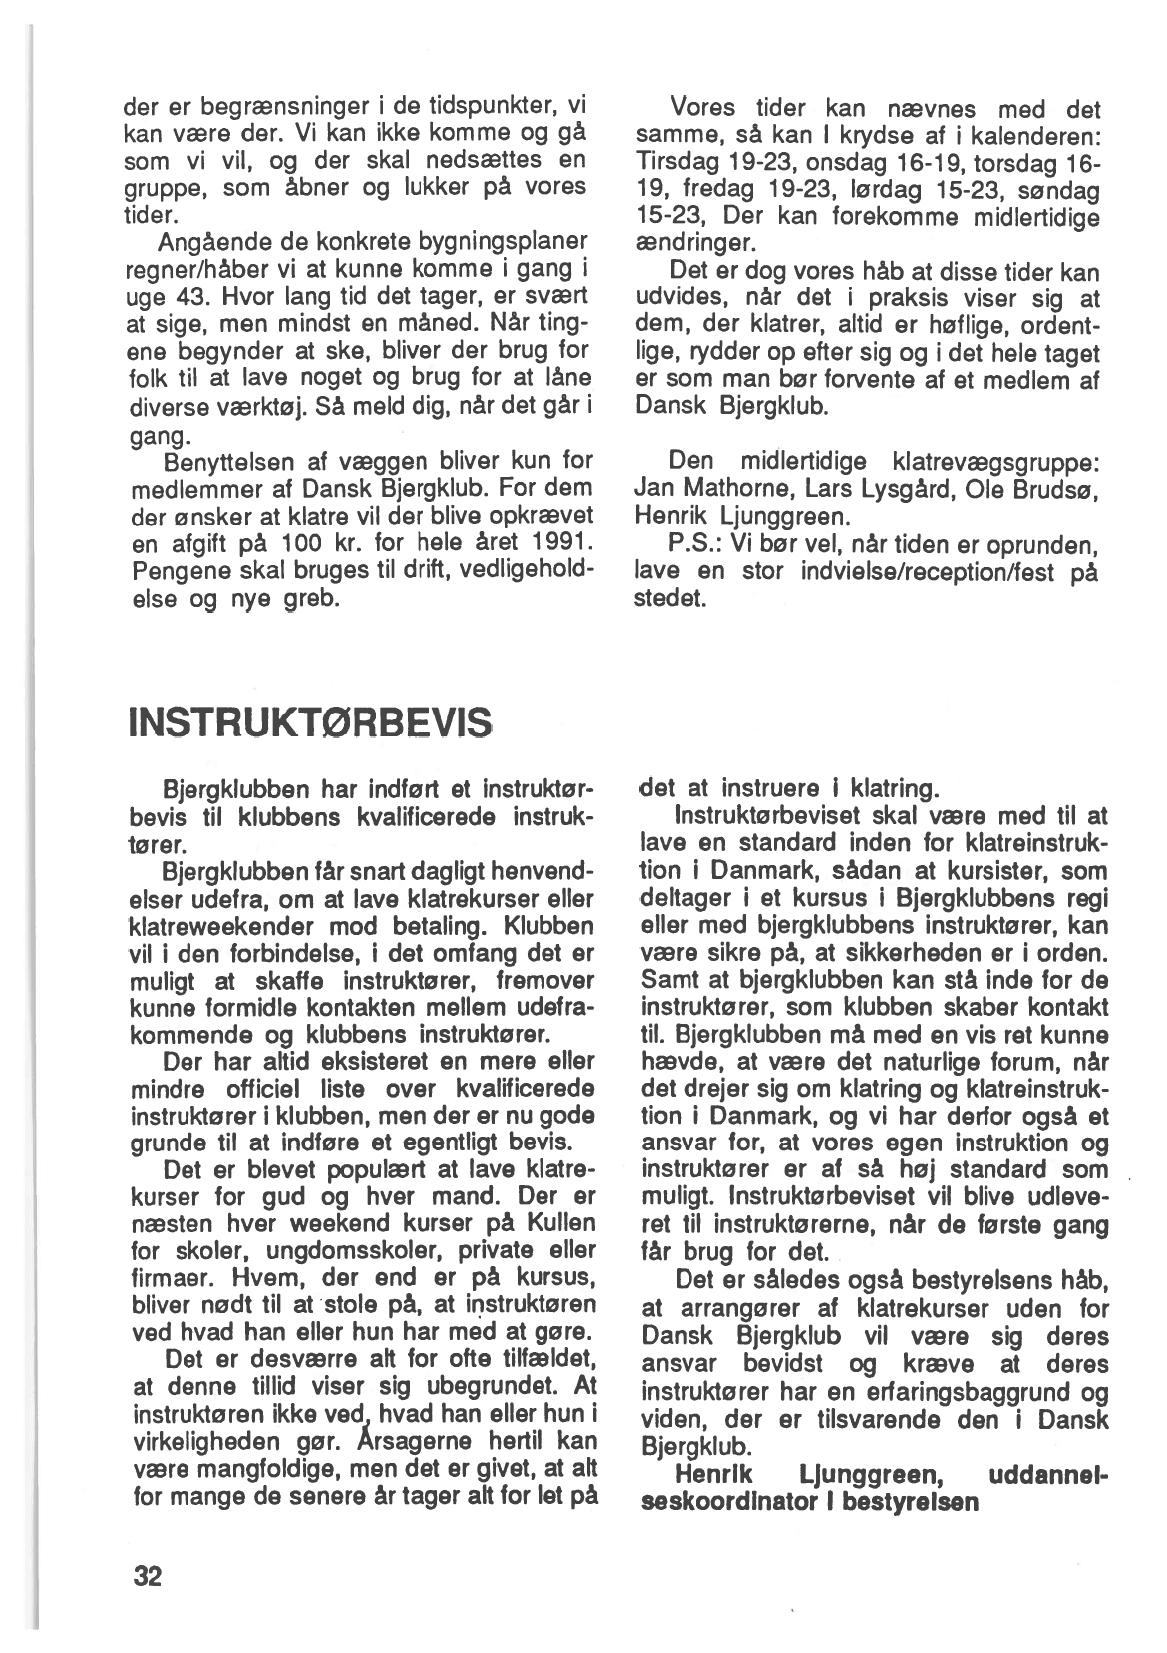 der er begrænsninger i de tidspunkter, vi
kan være der. Vi kan ikke komme og gå
som vi vil, og der skal nedsættes en
gruppe, som åbner og lukker på vores
tider.
Angående de konkrete bygningsplaner
regner/håber vi at kunne komme i gang i
uge 43. Hvor lang tid det tager, er svært
at sige, men mindst en måned. Når ting-
ene begynder at ske, bliver der brug for
folk til at lave noget og brug for at låne
diverse værktøj. Så meld dig, når det går i
gang.
Benyttelsen af væggen bliver kun for
medlemmer af Dansk Bjergklub. For dem
der ønsker at klatre vil der blive opkrævet
en afgift på 100 kr. for hele året 1991.
Pengene skal bruges til drift, vedligehold-
else og nye greb.
Vores tider kan nævnes med det
samme, så kan I krydse af i kalenderen:
Tirsdag 19-23, onsdag 16-19, torsdag 16-
19, fredag 19-23, lørdag 15-23, søndag
15-23, Der kan forekomme midlertidige
ændringer.
Det er dog vores håb at disse tider kan
udvides, når det i praksis viser sig at
dem, der klatrer, altid er høflige, ordent-
lige, rydder op efter sig og i det hele taget
er som man bør forvente af et medlem af
Dansk Bjergklub.
Den midlertidige klatrevægsgruppe:
Jan Mathorne, Lars Lysgård, Ole Brudsø,
Henrik Ljunggreen.
P.S.: Vi bør vel, når tiden er oprunden,
lave en stor indvielse/reception/fest på
stedet.
INSTRUKTØRBEVIS
Bjergklubben har indført et instruktør-
bevis til klubbens kvalificerede instruk-
tører.
Bjergklubben får snart dagligt henvend-
elser udefra, om at lave klatrekurser eller
klatreweekender mod betaling. Klubben
vil i den forbindelse, i det omfang det er
muligt at skaffe instruktører, fremover
kunne formidle kontakten mellem udefra-
kommende og klubbens instruktører.
Der har altid eksisteret en mere eller
mindre officiel liste over kvalificerede
instruktører i klubben, men der er nu gode
grunde til at indføre et egentligt bevis.
Det er blevet populært at lave klatre-
kurser for gud og hver mand. Der er
næsten hver weekend kurser på Kullen
for skoler, ungdomsskoler, private eller
firmaer. Hvem, der end er på kursus,
bliver nødt til at stole på, at instruktøren
ved hvad han eller hun har med at gøre.
Det er desværre alt for ofte tilfældet,
at denne tillid viser sig ubegrundet. At
instruktøren ikke ved, hvad han eller hun i
virkeligheden gør. Årsagerne hertil kan
være mangfoldige, men det er givet, at alt
for mange de senere år tager alt for let på
det at instruere i klatring.
Instruktørbeviset skal være med til at
lave en standard inden for klatreinstruk-
tion i Danmark, sådan at kursister, som
deltager i et kursus i Bjergklubbens regi
eller med bjergklubbens instruktører, kan
være sikre på, at sikkerheden er i orden.
Samt at bjergklubben kan stå inde for de
instruktører, som klubben skaber kontakt
til. Bjergklubben må med en vis ret kunne
hævde, at være det naturlige forum, når
det drejer sig om klatring og klatreinstruk-
tion i Danmark, og vi har derfor også et
ansvar for, at vores egen instruktion og
instruktører er af så høj standard som
muligt. Instruktørbeviset vil blive udleve-
ret til instruktørerne, når de første gang
får brug for det.
Det er således også bestyrelsens håb,
at arrangører af klatrekurser uden for
Dansk Bjergklub vil være sig deres
ansvar bevidst og kræve at deres
instruktører har en erfaringsbaggrund og
viden, der er tilsvarende den i Dansk
Bjergklub.
Henrik Ljunggreen, uddannel-
seskoordinator i bestyrelsen
32